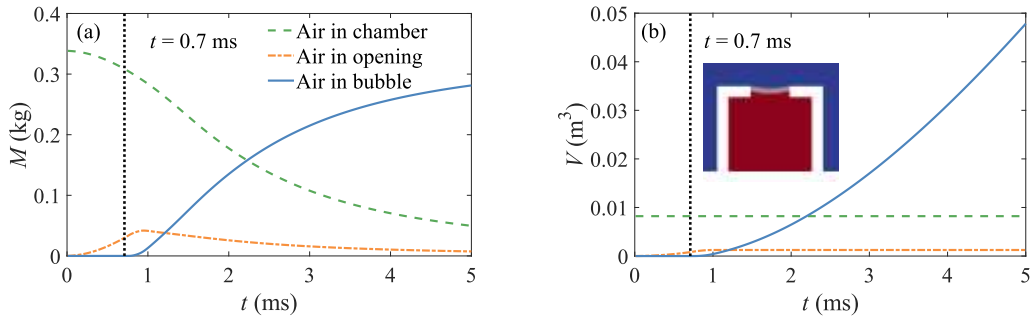 (a)
t = 0.7 ms
Air in chamber
Air in opening
Air in bubble
0.4
0.3
0.2
0.1
0
M (kg)
0 1 2 3 4 5
t (ms)
(b)
t = 0.7 ms
0.05
0.04
0.03
0.02
0.01
0
V (m³)
0 1 2 3 4 5
t (ms)